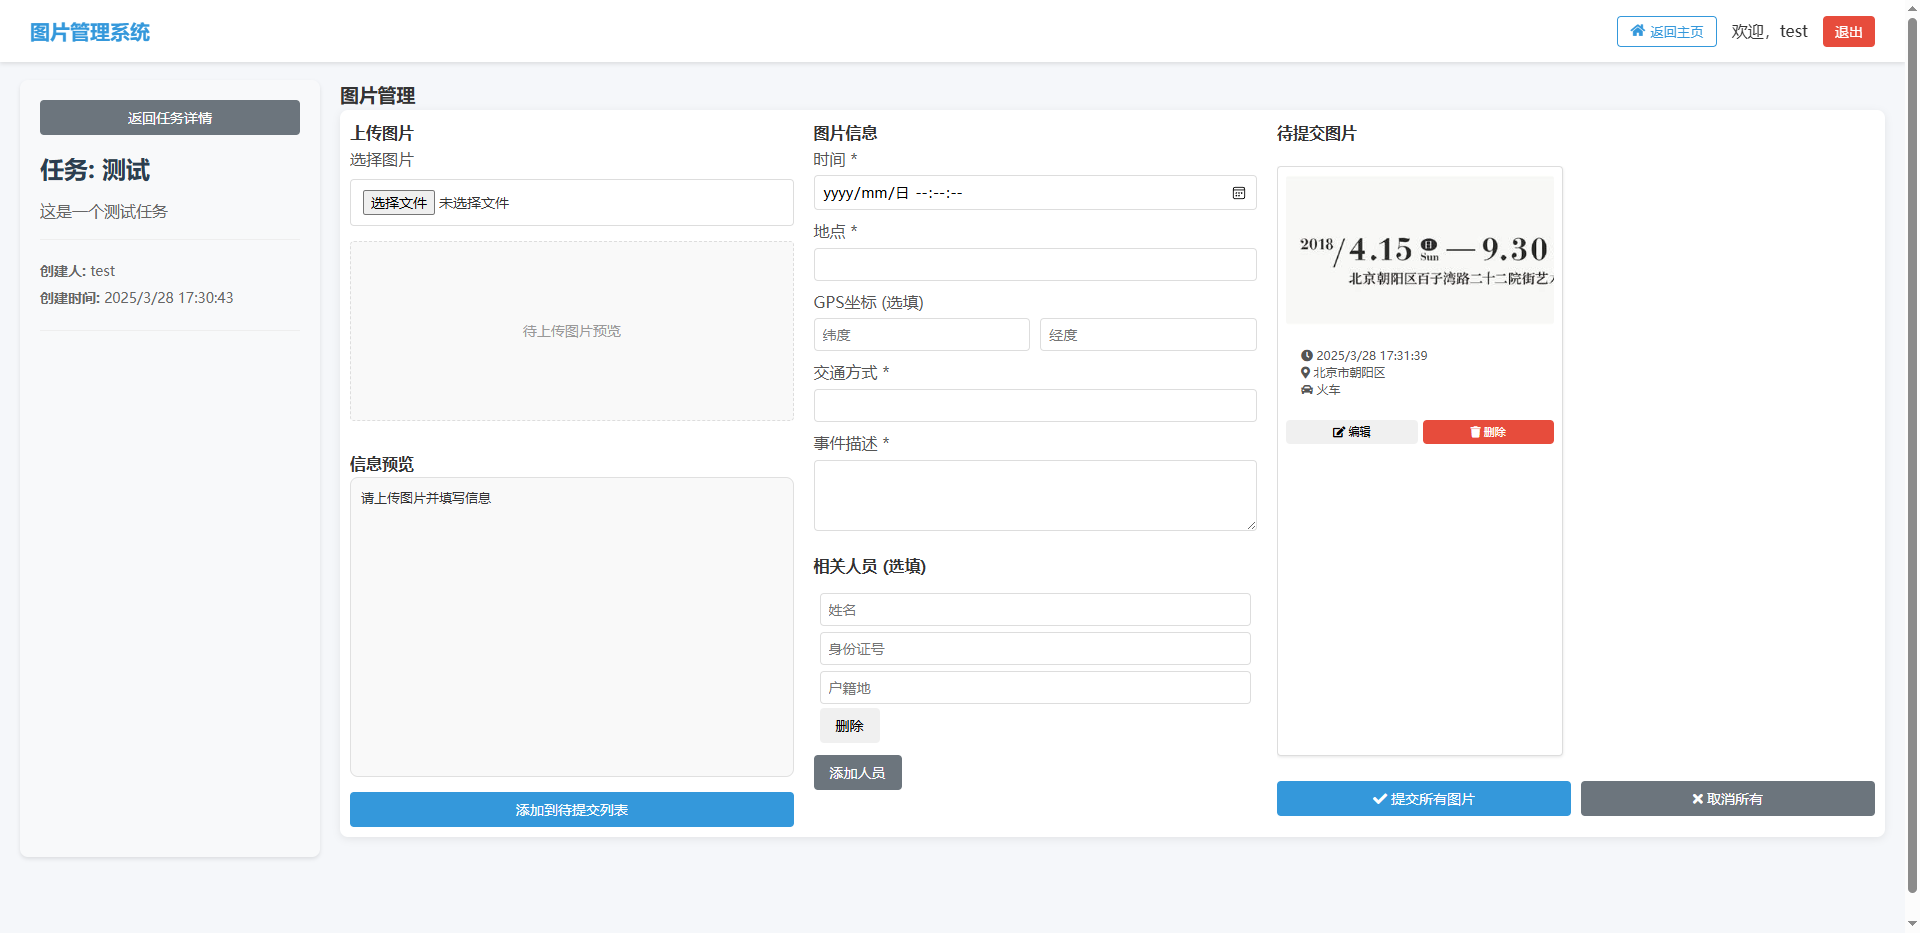 图片管理系统
返回主页
欢迎，test
退出
返回任务详情
任务: 测试
这是一个测试任务
创建人: test
创建时间: 2025/3/28 17:30:43
图片管理
上传图片
选择图片
选择文件 未选择文件
待上传图片预览
信息预览
请上传图片并填写信息
添加到待提交列表
图片信息
时间 *
yyyy/mm/日 --:--:--
地点 *
GPS坐标 (选填)
纬度
经度
交通方式 *
事件描述 *
相关人员 (选填)
姓名
身份证号
户籍地
删除
添加人员
待提交图片
2018/4.15 日 Sun — 9.30
北京朝阳区百子湾路二十二院街艺
2025/3/28 17:31:39
北京市朝阳区
火车
编辑
删除
提交所有图片
取消所有